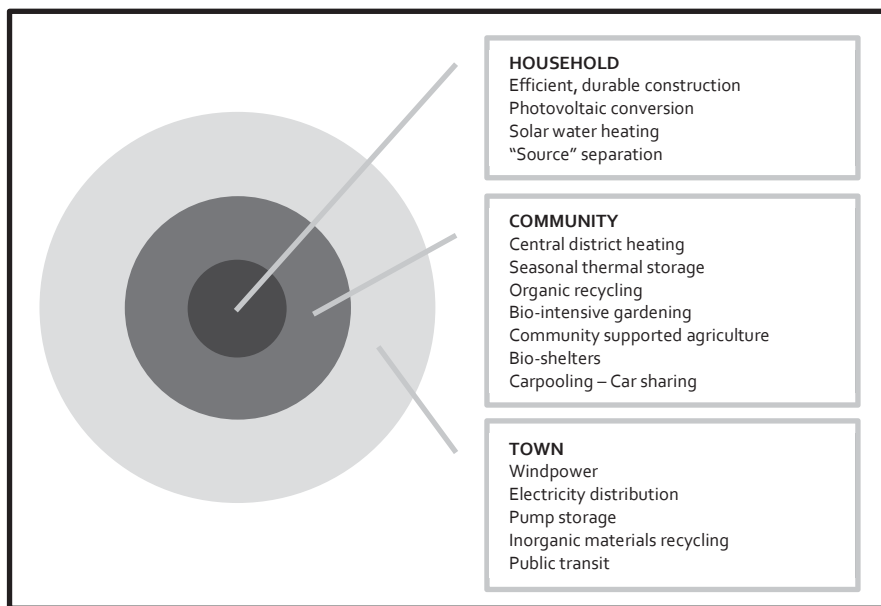 HOUSEHOLD
Efficient, durable construction
Photovoltaic conversion
Solar water heating
“Source” separation
COMMUNITY
Central district heating
Seasonal thermal storage
Organic recycling
Bio-intensive gardening
Community supported agriculture
Bio-shelters
Carpooling – Car sharing
TOWN
Windpower
Electricity distribution
Pump storage
Inorganic materials recycling
Public transit